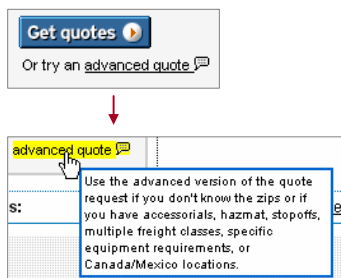 Get quotes
Or try an advanced quote
advanced quote
Use the advanced version of the quote
request if you don't know the zips or if
you have accessorials, hazmat, stopoffs,
multiple freight classes, specific
equipment requirements, or
Canada/Mexico locations.
s:
e